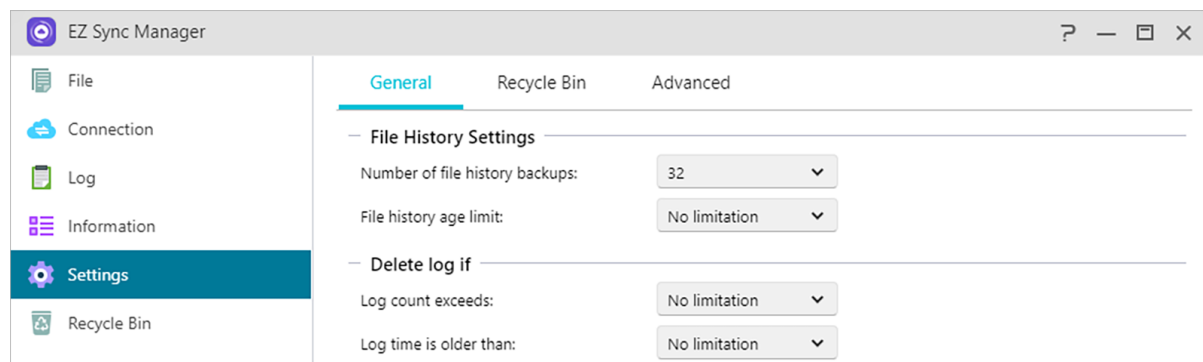 EZ Sync Manager
File
Connection
Log
Information
Settings
Recycle Bin
General Recycle Bin Advanced
File History Settings
Number of file history backups: 32
File history age limit: No limitation
Delete log if
Log count exceeds: No limitation
Log time is older than: No limitation